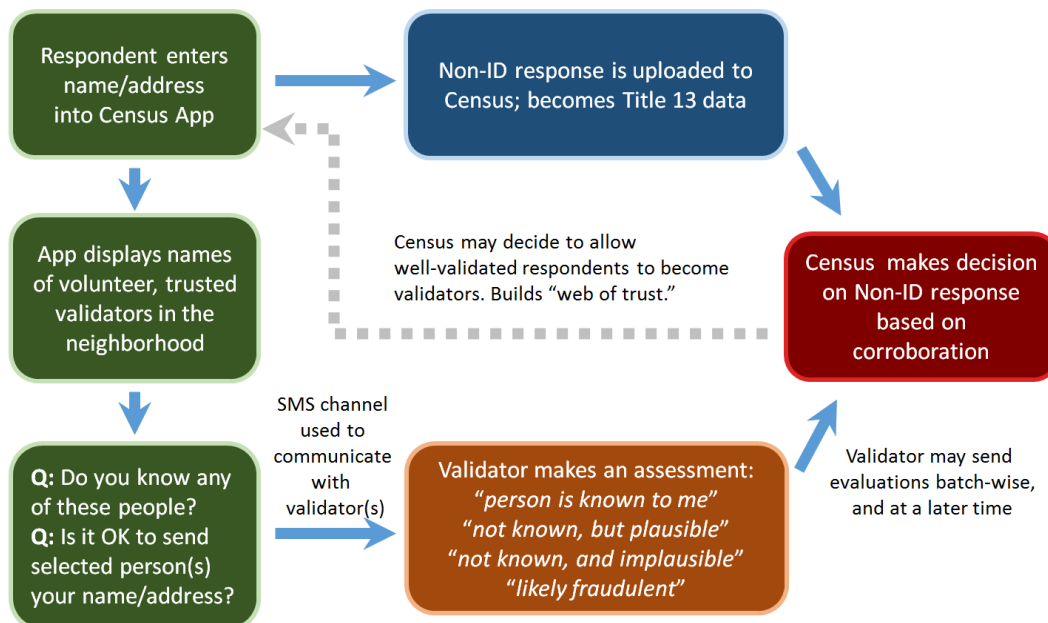 Respondent enters
name/address
into Census App
Non-ID response is uploaded to
Census; becomes Title 13 data
App displays names
of volunteer, trusted
validators in the
neighborhood
Census may decide to allow
well-validated respondents to become
validators. Builds “web of trust.”
Census makes decision
on Non-ID response
based on
corroboration
Q: Do you know any
of these people?
Q: Is it OK to send
selected person(s)
your name/address?
SMS channel
used to
communicate
with
validator(s)
Validator makes an assessment:
“person is known to me”
“not known, but plausible”
“not known, and implausible”
“likely fraudulent”
Validator may send
evaluations batch-wise,
and at a later time